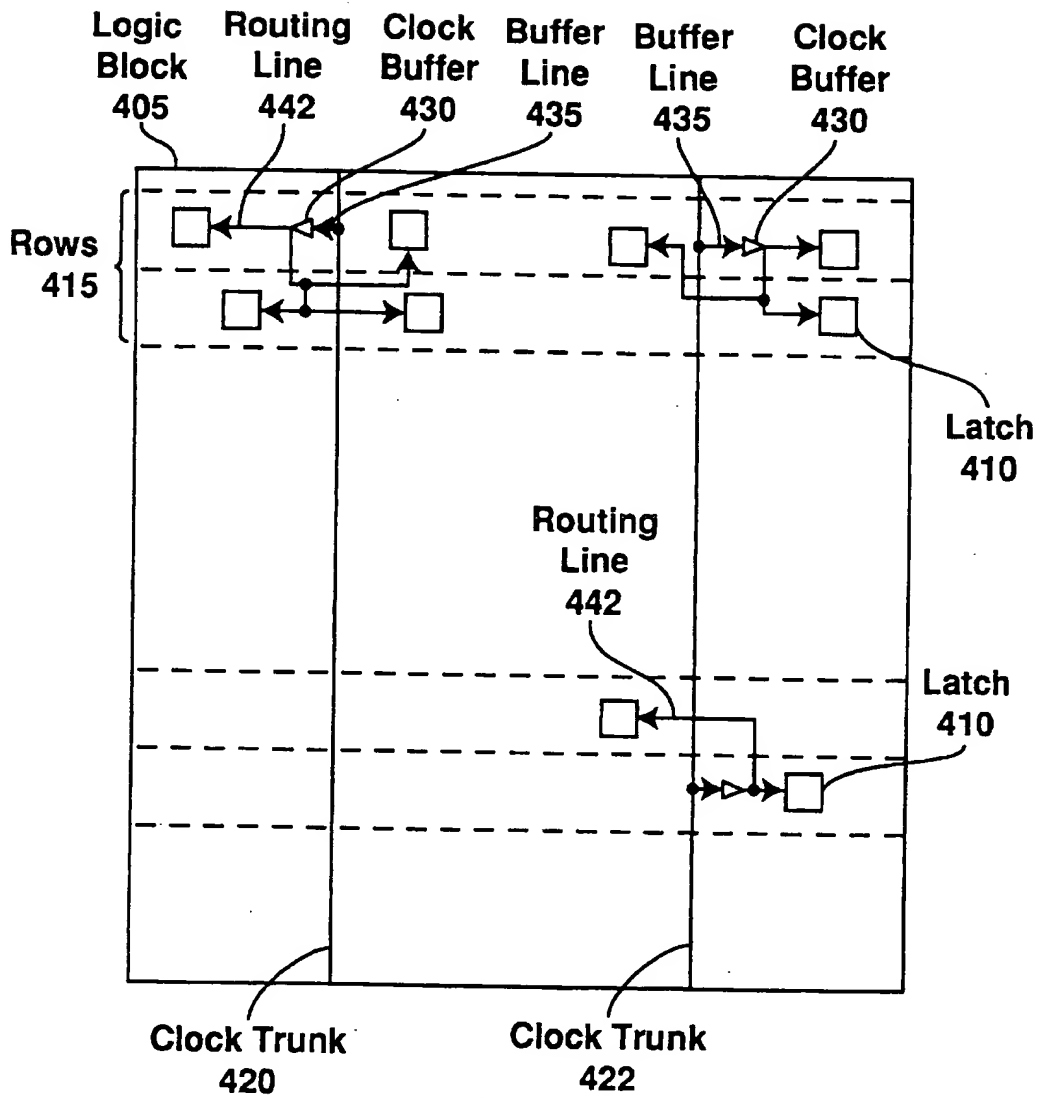 Logic
Block
405
Routing
Line
442
Clock
Buffer
430
Buffer
Line
435
Buffer
Line
435
Clock
Buffer
430
Rows
415
Latch
410
Routing
Line
442
Latch
410
Clock Trunk
420
Clock Trunk
422